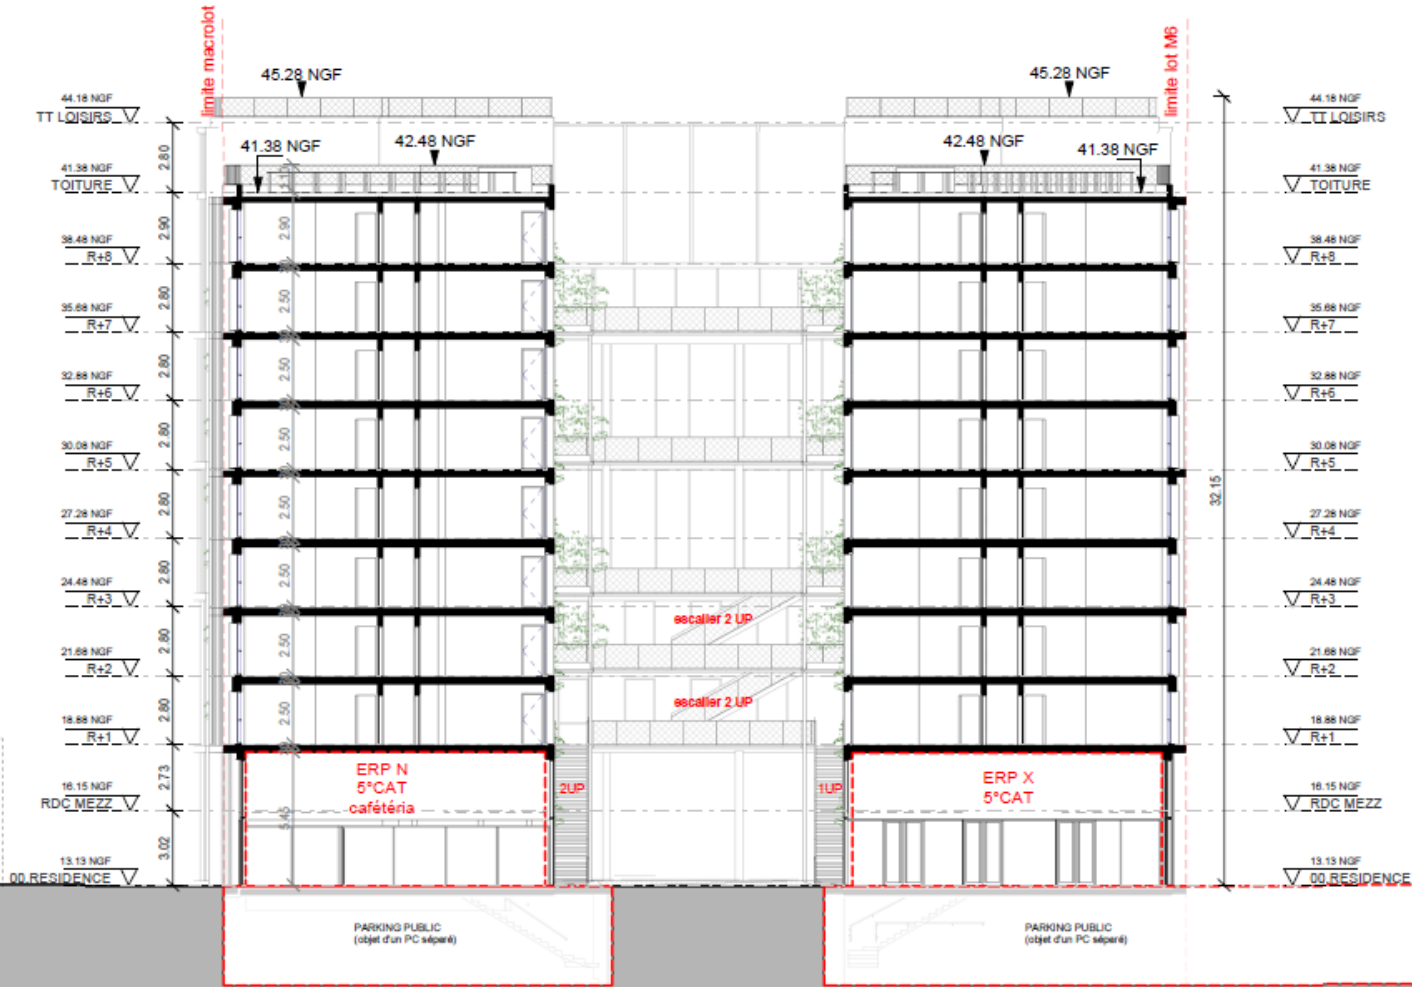 limite macrolot
limite lot M6
45.28 NGF
45.28 NGF
44.18 NGF
TT LOISIRS
44.18 NGF
TT LOISIRS
2.80
41.38 NGF
42.48 NGF
42.48 NGF
41.38 NGF
41.38 NGF
TOITURE
41.38 NGF
TOITURE
2.90
2.90
38.48 NGF
R+8
38.48 NGF
R+8
2.80
2.50
35.68 NGF
R+7
35.68 NGF
R+7
2.80
2.50
32.88 NGF
R+6
32.88 NGF
R+6
2.80
2.50
30.08 NGF
R+5
30.08 NGF
R+5
2.80
2.50
32.15
27.28 NGF
R+4
27.28 NGF
R+4
2.80
2.50
24.48 NGF
R+3
24.48 NGF
R+3
escalier 2 UP
2.80
2.50
21.68 NGF
R+2
21.68 NGF
R+2
escalier 2 UP
2.80
2.50
18.88 NGF
R+1
18.88 NGF
R+1
2.73
ERP N
5°CAT
cafétéria
2UP
1UP
ERP X
5°CAT
16.15 NGF
RDC MEZZ
16.15 NGF
RDC MEZZ
5.45
3.02
13.13 NGF
00.RESIDENCE
13.13 NGF
00.RESIDENCE
PARKING PUBLIC
(objet d'un PC séparé)
PARKING PUBLIC
(objet d'un PC séparé)